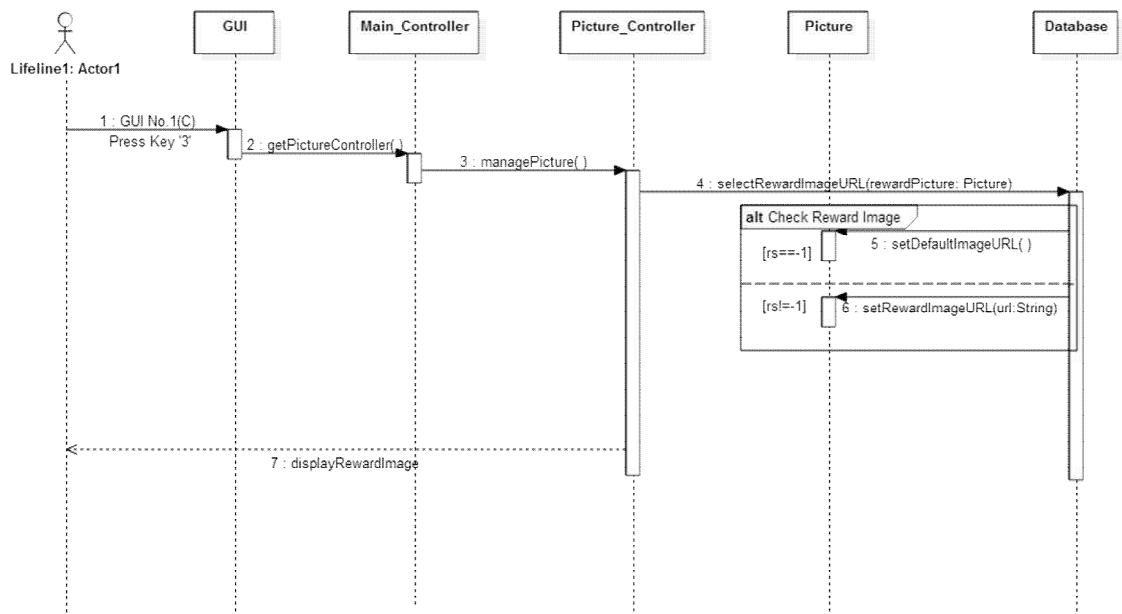 GUI
Main_Controller
Picture_Controller
Picture
Database
Lifeline1: Actor1
1 : GUI No.1(C)
Press Key '3'
2 : getPictureController( )
3 : managePicture( )
4 : selectRewardImageURL(rewardPicture: Picture)
alt Check Reward Image
[rs==-1]
5 : setDefaultImageURL( )
[rs!=-1]
6 : setRewardImageURL(url:String)
7 : displayRewardImage